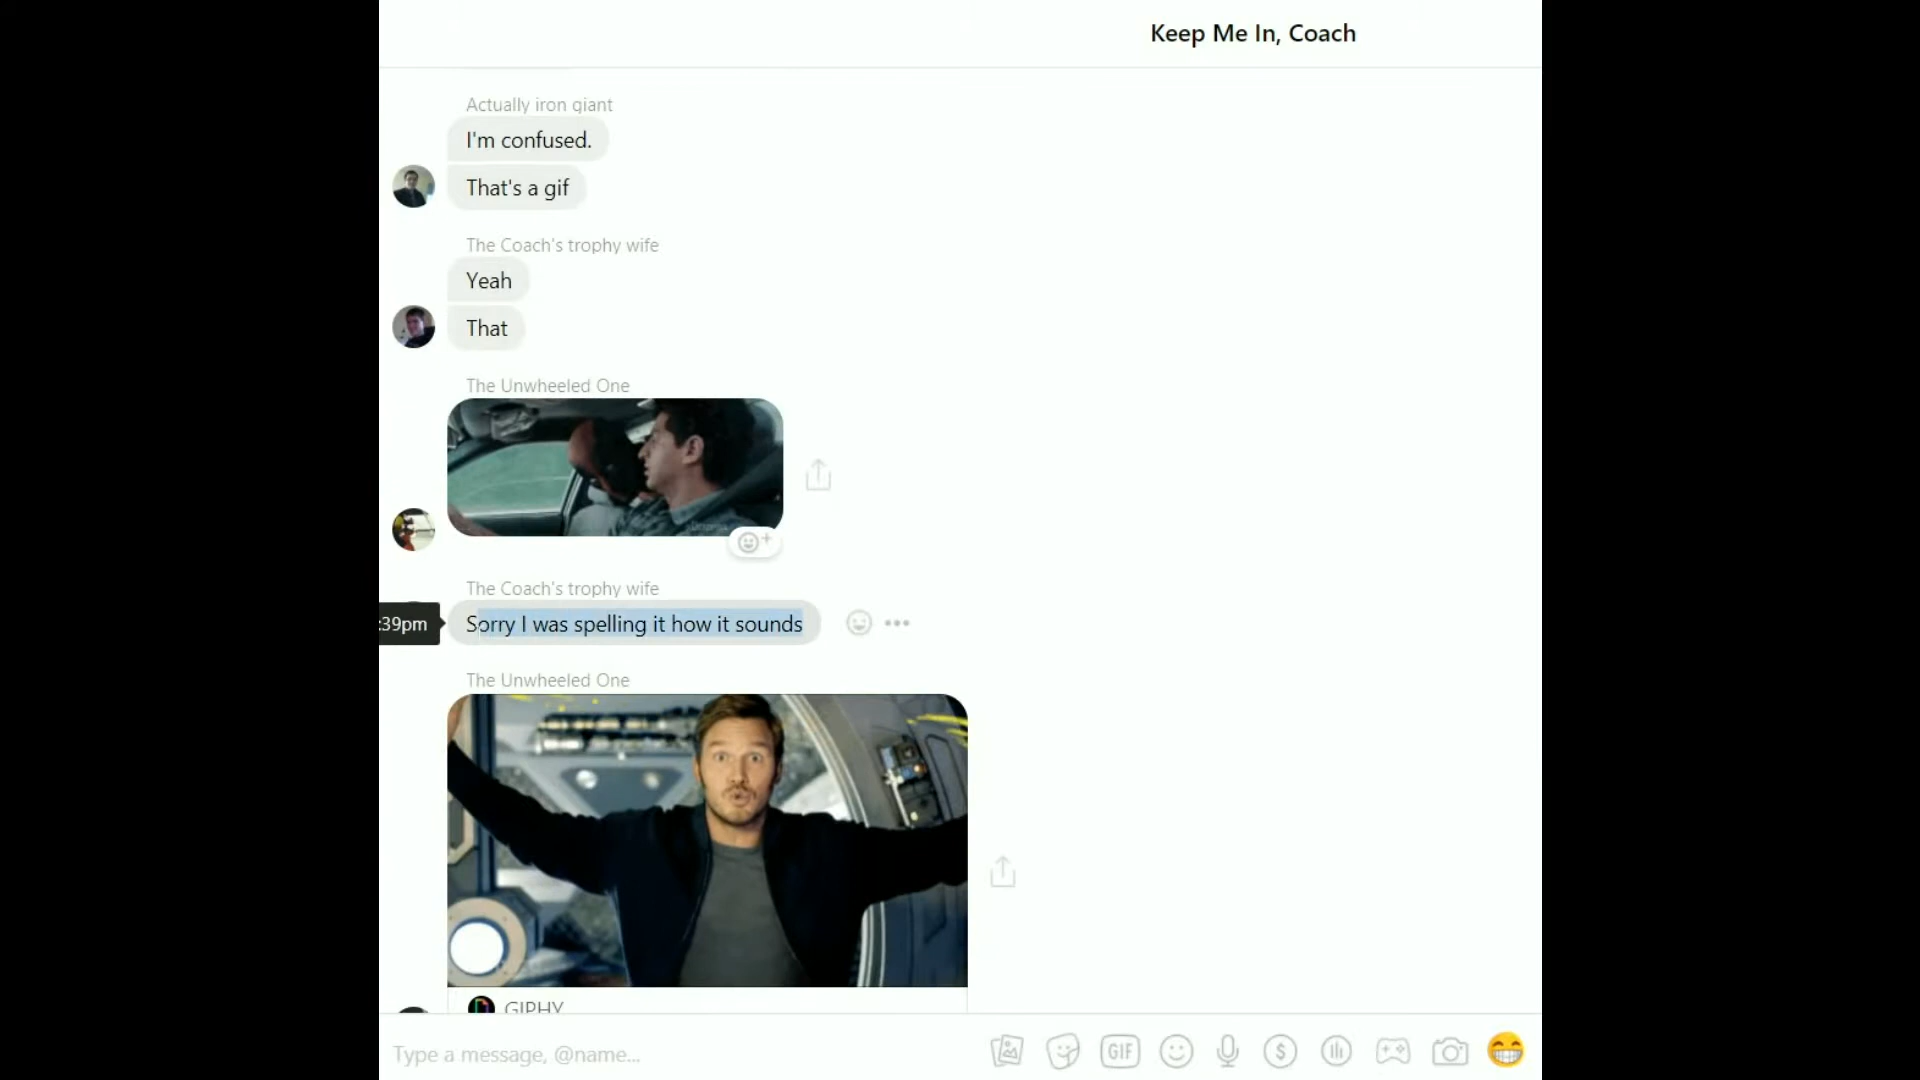 Keep Me In, Coach
Actually iron giant
I'm confused.
That's a gif
The Coach's trophy wife
Yeah
That
The Unwheeled One
The Coach's trophy wife
:39pm
Sorry I was spelling it how it sounds
The Unwheeled One
GIPHY
Type a message, @name...
GIF